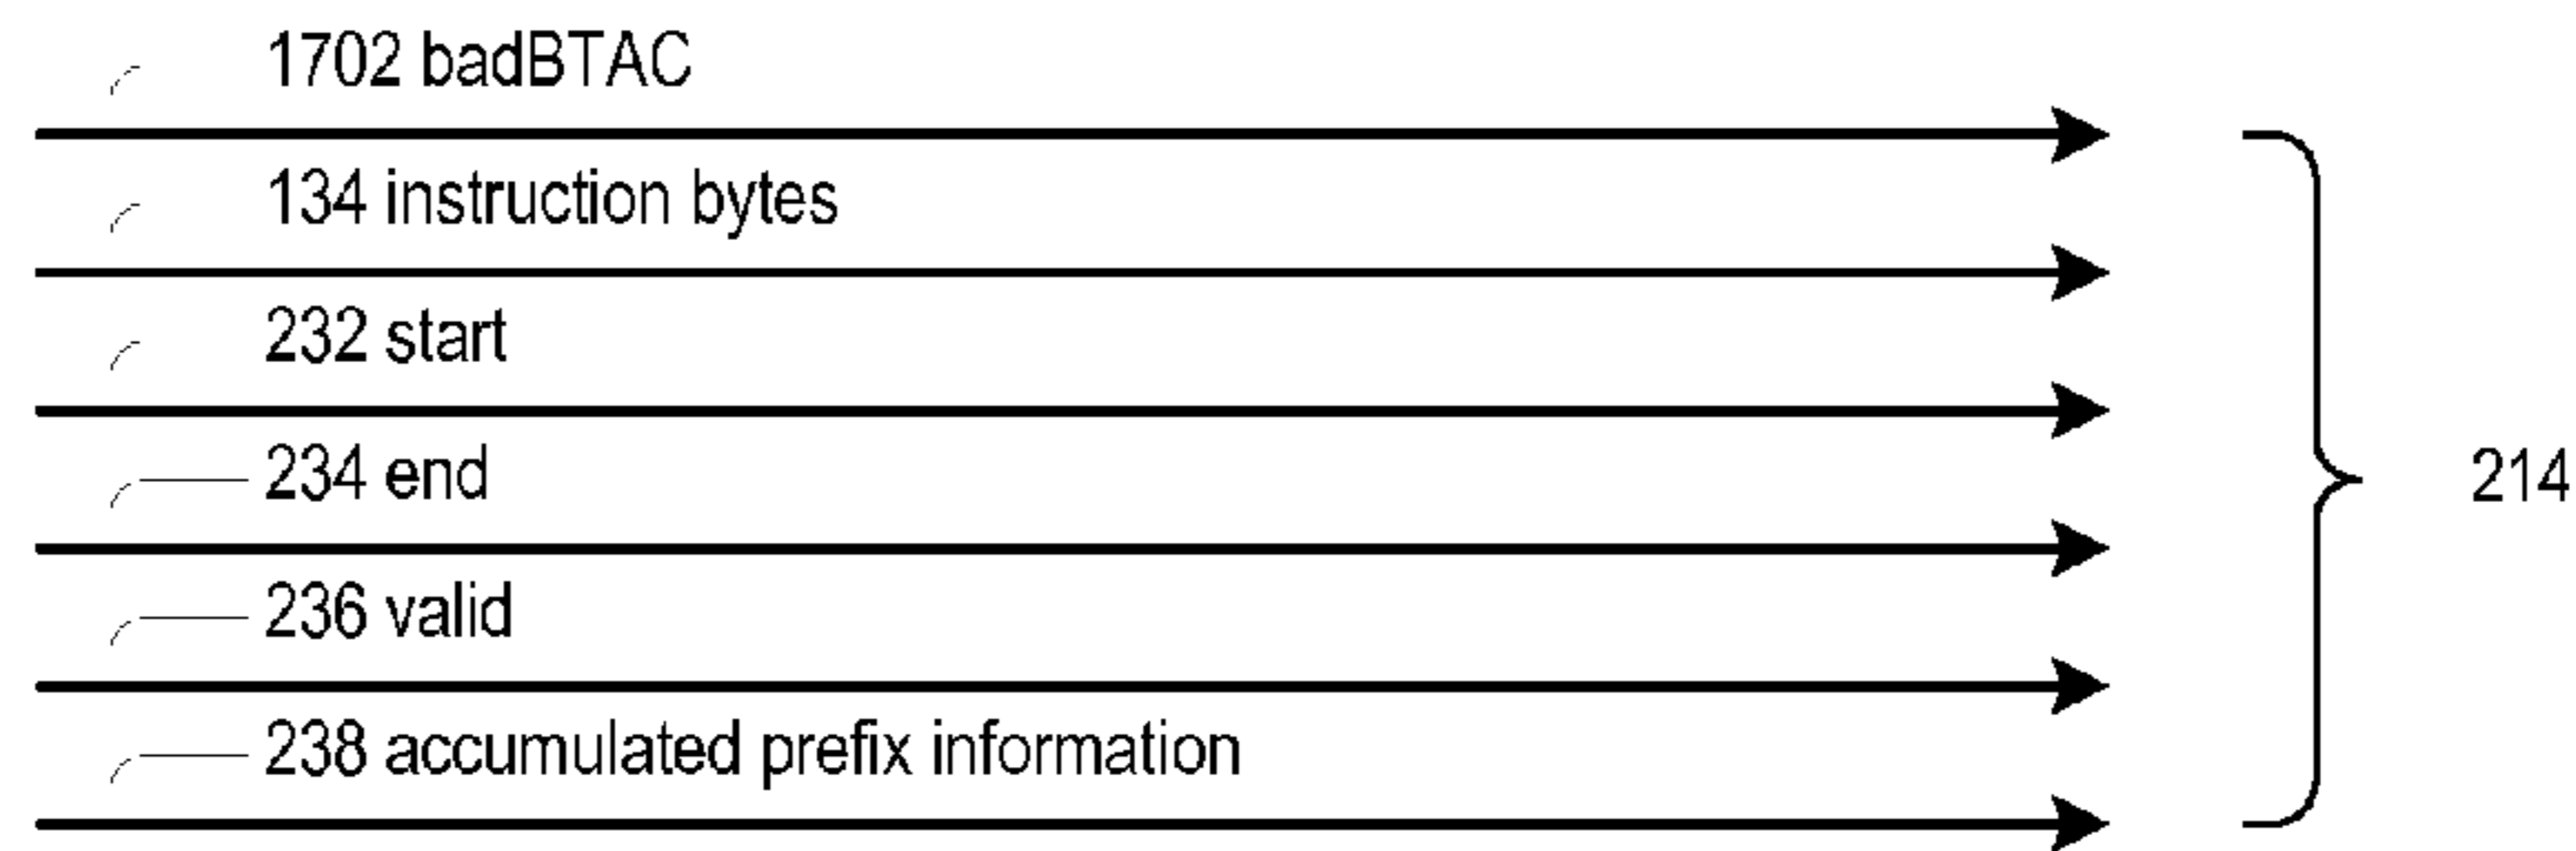 1702 badBTAC
134 instruction bytes
232 start
234 end
214
236 valid
238 accumulated prefix information